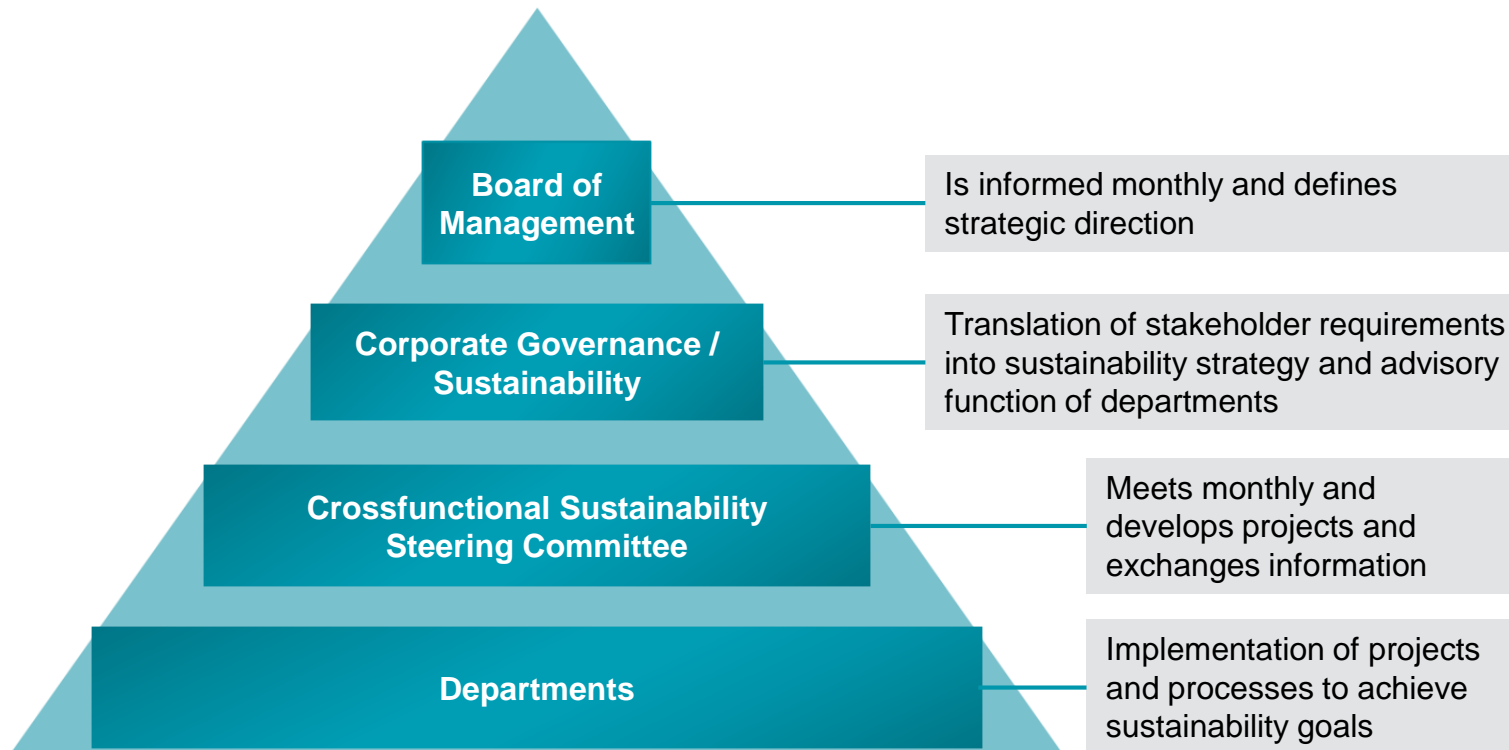 Board of
Management
Is informed monthly and defines
strategic direction
Corporate Governance /
Sustainability
Translation of stakeholder requirements
into sustainability strategy and advisory
function of departments
Crossfunctional Sustainability
Steering Committee
Meets monthly and
develops projects and
exchanges information
Departments
Implementation of projects
and processes to achieve
sustainability goals